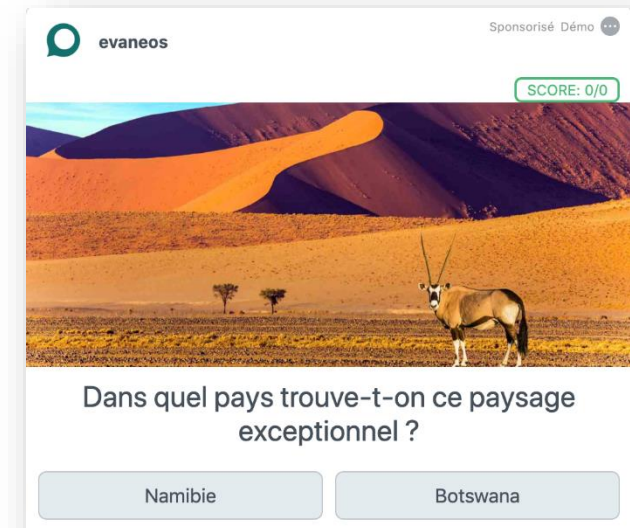 evaneos
Sponsorisé Démo
SCORE: 0/0
Dans quel pays trouve-t-on ce paysage
exceptionnel ?
Namibie
Botswana